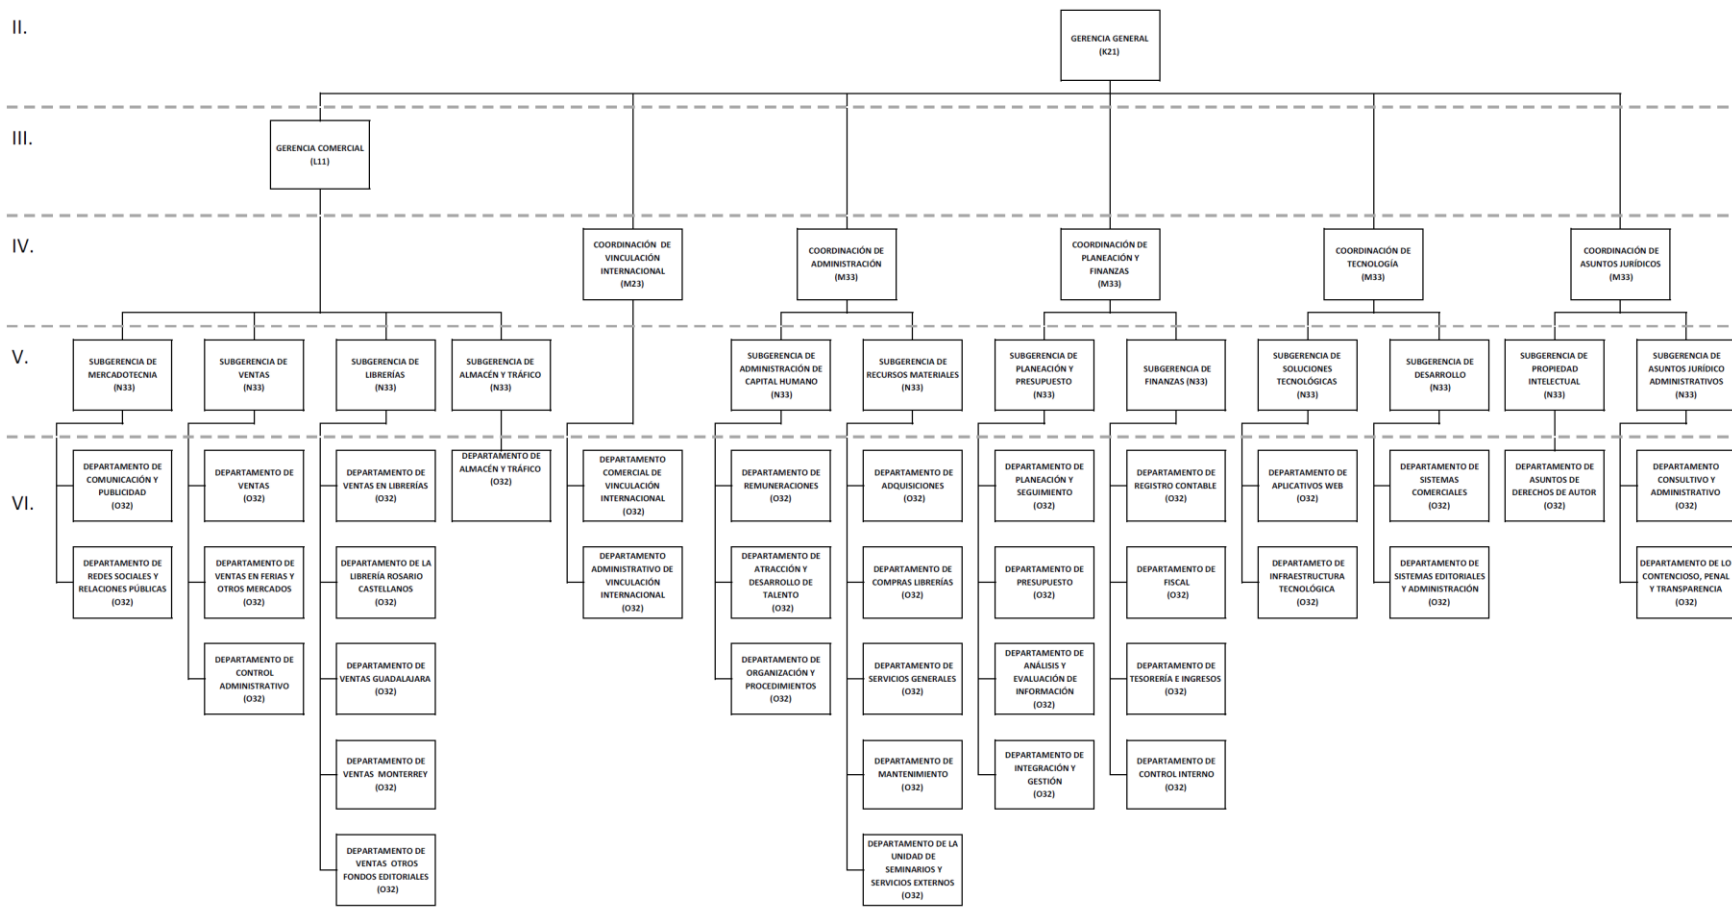 II.
GERENCIA GENERAL
(K21)
III.
GERENCIA COMERCIAL
(L11)
IV.
COORDINACIÓN DE
VINCULACIÓN
INTERNACIONAL
(M23)
COORDINACIÓN DE
ADMINISTRACIÓN
(M33)
COORDINACIÓN DE
PLANEACIÓN Y
FINANZAS
(M33)
COORDINACIÓN DE
TECNOLOGÍA
(M33)
COORDINACIÓN DE
ASUNTOS JURÍDICOS
(M33)
V.
SUBGERENCIA DE
MERCADOTECNIA
(N33)
SUBGERENCIA DE
VENTAS
(N33)
SUBGERENCIA DE
LIBRERÍAS
(N33)
SUBGERENCIA DE
ALMACÉN Y TRÁFICO
(N33)
SUBGERENCIA DE
ADMINISTRACIÓN DE
CAPITAL HUMANO
(N33)
SUBGERENCIA DE
RECURSOS MATERIALES
(N33)
SUBGERENCIA DE
PLANEACIÓN Y
PRESUPUESTO
(N33)
SUBGERENCIA DE
FINANZAS (N33)
SUBGERENCIA DE
SOLUCIONES
TECNOLÓGICAS
(N33)
SUBGERENCIA DE
DESARROLLO
(N33)
SUBGERENCIA DE
PROPIEDAD
INTELECTUAL
(N33)
SUBGERENCIA DE
ASUNTOS JURÍDICO
ADMINISTRATIVOS
(N33)
VI.
DEPARTAMENTO DE
COMUNICACIÓN Y
PUBLICIDAD
(O32)
DEPARTAMENTO DE
VENTAS
(O32)
DEPARTAMENTO DE
VENTAS EN LIBRERÍAS
(O32)
DEPARTAMENTO DE
ALMACÉN Y TRÁFICO
(O32)
DEPARTAMENTO
COMERCIAL DE
VINCULACIÓN
INTERNACIONAL
(O32)
DEPARTAMENTO DE
REMUNERACIONES
(O32)
DEPARTAMENTO DE
ADQUISICIONES
(O32)
DEPARTAMENTO DE
PLANEACIÓN Y
SEGUIMIENTO
(O32)
DEPARTAMENTO DE
REGISTRO CONTABLE
(O32)
DEPARTAMENTO DE
APLICATIVOS WEB
(O32)
DEPARTAMENTO DE
SISTEMAS
COMERCIALES
(O32)
DEPARTAMENTO DE
ASUNTOS DE
DERECHOS DE AUTOR
(O32)
DEPARTAMENTO
CONSULTIVO Y
ADMINISTRATIVO
(O32)
DEPARTAMENTO DE
REDES SOCIALES Y
RELACIONES PÚBLICAS
(O32)
DEPARTAMENTO DE
VENTAS EN FERIAS Y
OTROS MERCADOS
(O32)
DEPARTAMENTO DE LA
LIBRERÍA ROSARIO
CASTELLANOS
(O32)
DEPARTAMENTO
ADMINISTRATIVO DE
VINCULACIÓN
INTERNACIONAL
(O32)
DEPARTAMENTO DE
ATRACCIÓN Y
DESARROLLO DE
TALENTO
(O32)
DEPARTAMENTO DE
COMPRAS LIBRERÍAS
(O32)
DEPARTAMENTO DE
PRESUPUESTO
(O32)
DEPARTAMENTO DE
FISCAL
(O32)
DEPARTAMETO DE
INFRAESTRUCTURA
TECNOLÓGICA
(O32)
DEPARTAMENTO DE
SISTEMAS EDITORIALES
Y ADMINISTRACIÓN
(O32)
DEPARTAMENTO DE LO
CONTENCIOSO, PENAL
Y TRANSPARENCIA
(O32)
DEPARTAMENTO DE
CONTROL
ADMINISTRATIVO
(O32)
DEPARTAMENTO DE
VENTAS GUADALAJARA
(O32)
DEPARTAMENTO DE
ORGANIZACIÓN Y
PROCEDIMIENTOS
(O32)
DEPARTAMENTO DE
SERVICIOS GENERALES
(O32)
DEPARTAMENTO DE
ANÁLISIS Y
EVALUACIÓN DE
INFORMACIÓN
(O32)
DEPARTAMENTO DE
TESORERÍA E INGRESOS
(O32)
DEPARTAMENTO DE
VENTAS MONTERREY
(O32)
DEPARTAMENTO DE
MANTENIMIENTO
(O32)
DEPARTAMENTO DE
INTEGRACIÓN Y
GESTIÓN
(O32)
DEPARTAMENTO DE
CONTROL INTERNO
(O32)
DEPARTAMENTO DE
VENTAS OTROS
FONDOS EDITORIALES
(O32)
DEPARTAMENTO DE LA
UNIDAD DE
SEMINARIOS Y
SERVICIOS EXTERNOS
(O32)